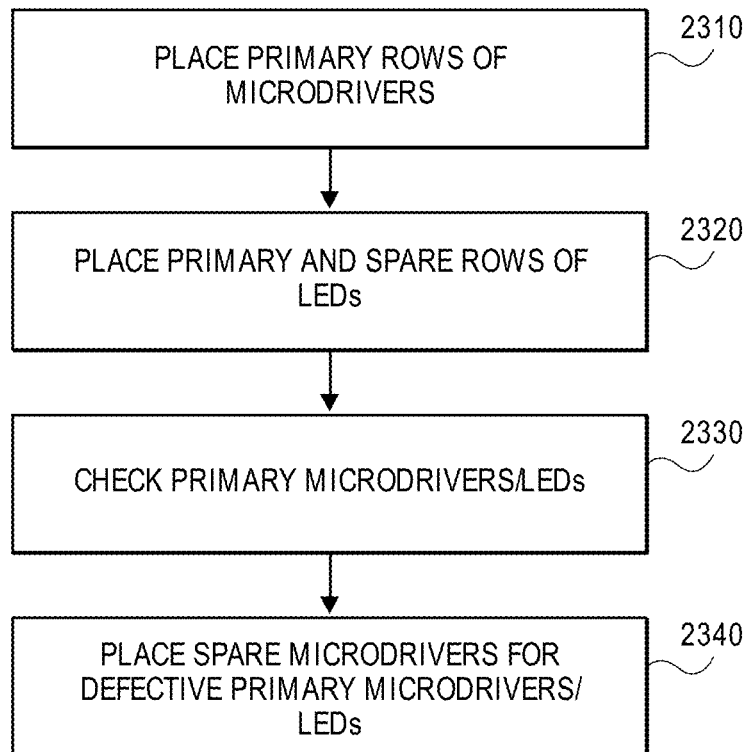 2310
PLACE PRIMARY ROWS OF
MICRODRIVERS
2320
PLACE PRIMARY AND SPARE ROWS OF
LEDs
2330
CHECK PRIMARY MICRODRIVERS/LEDs
2340
PLACE SPARE MICRODRIVERS FOR
DEFECTIVE PRIMARY MICRODRIVERS/
LEDs